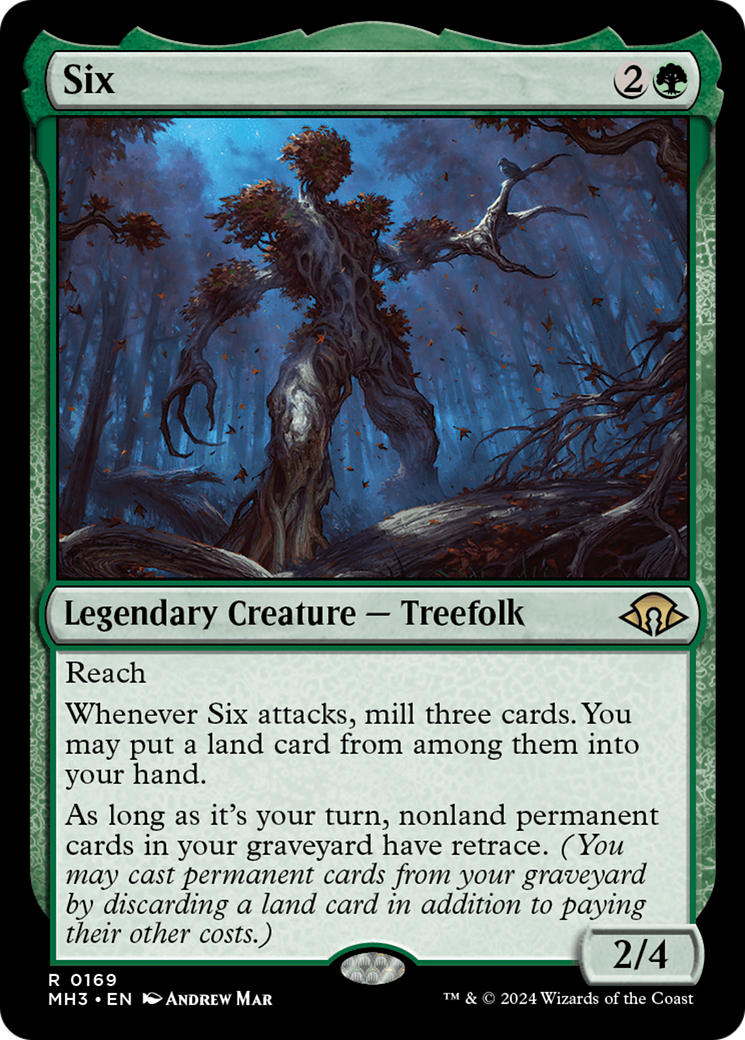 Six 2
Legendary Creature — Treefolk
Reach
Whenever Six attacks, mill three cards. You
may put a land card from among them into
your hand.
As long as it's your turn, nonland permanent
cards in your graveyard have retrace. (You
may cast permanent cards from your graveyard
by discarding a land card in addition to paying
their other costs.)
2/4
R 0169
MH3 • EN Andrew Mar
™ & © 2024 Wizards of the Coast